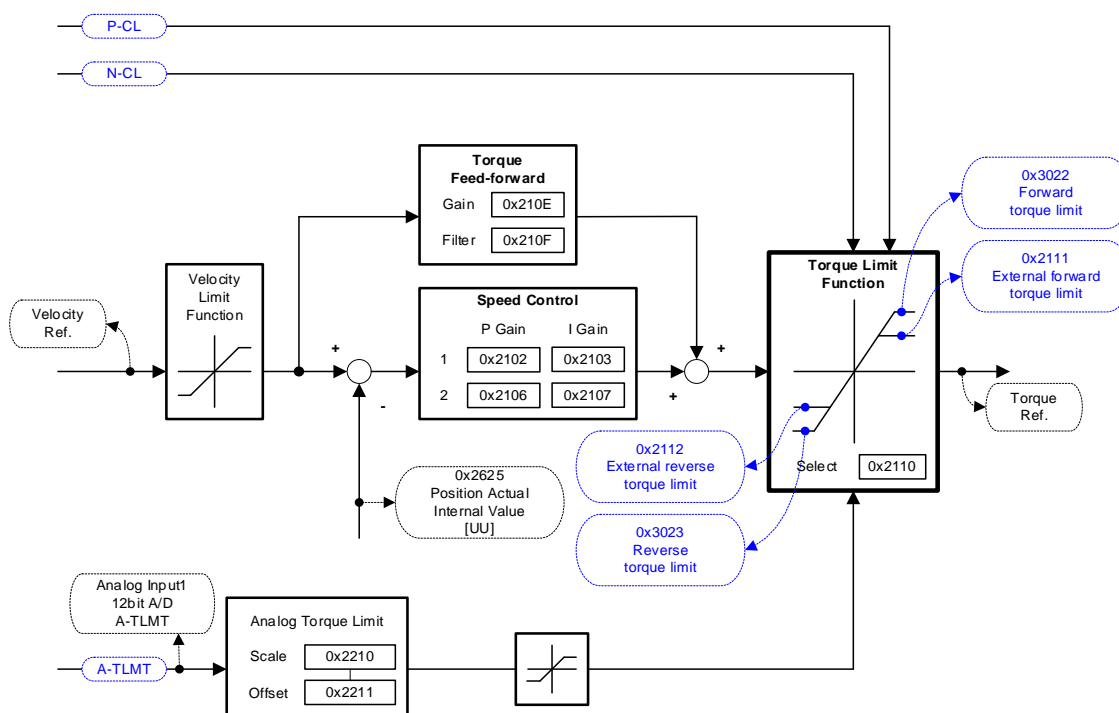 P-CL
N-CL
Torque
Feed-forward
Gain
0x210E
Filter
0x210F
0x3022
Forward
torque limit
0x2111
External forward
torque limit
Velocity
Limit
Function
Velocity
Ref.
Speed Control
P Gain
I Gain
1
0x2102
0x2103
2
0x2106
0x2107
+
-
+
+
Torque Limit
Function
Select
0x2110
Torque
Ref.
0x2112
External reverse
torque limit
0x3023
Reverse
torque limit
0x2625
Position Actual
Internal Value
[UU]
Analog Input1
12bit A/D
A-TLMT
A-TLMT
Analog Torque Limit
Scale
0x2210
Offset
0x2211